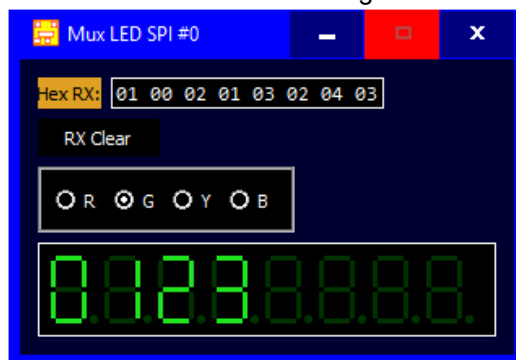 Mux LED SPI #0
Hex RX: 01 00 02 01 03 02 04 03
RX Clear
R G Y B
0123